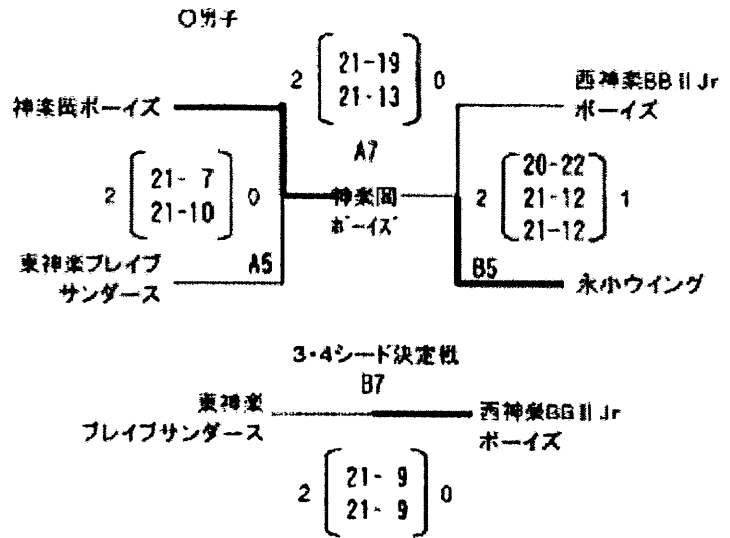 〇男子
2 21-19 0
21-13
神楽岡ボーイズ
西神楽BBⅡJr
ボーイズ
A7
2 21- 7 0
21-10
神楽岡
ボーイズ
2 20-22 1
21-12
21-12
東神楽ブレイブ
サンダース
A5
B5
永小ウイング
3・4シード決定戦
B7
東神楽
ブレイブサンダース
西神楽BBⅡJr
ボーイズ
2 21- 9 0
21- 9